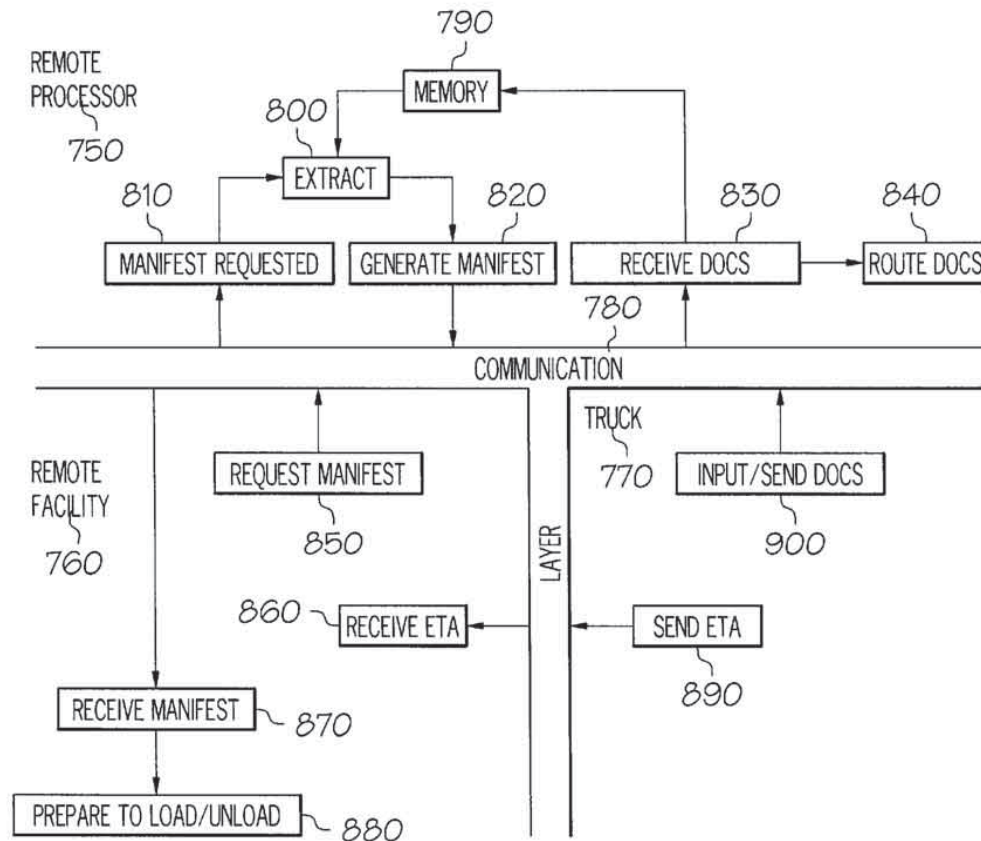 790
REMOTE
PROCESSOR
750
MEMORY
800
EXTRACT
810
820
830
840
MANIFEST REQUESTED
GENERATE MANIFEST
RECEIVE DOCS
ROUTE DOCS
780
COMMUNICATION
TRUCK
770
REMOTE
FACILITY
760
REQUEST MANIFEST
850
INPUT/SEND DOCS
900
LAYER
860
RECEIVE ETA
SEND ETA
890
RECEIVE MANIFEST
870
PREPARE TO LOAD/UNLOAD
880